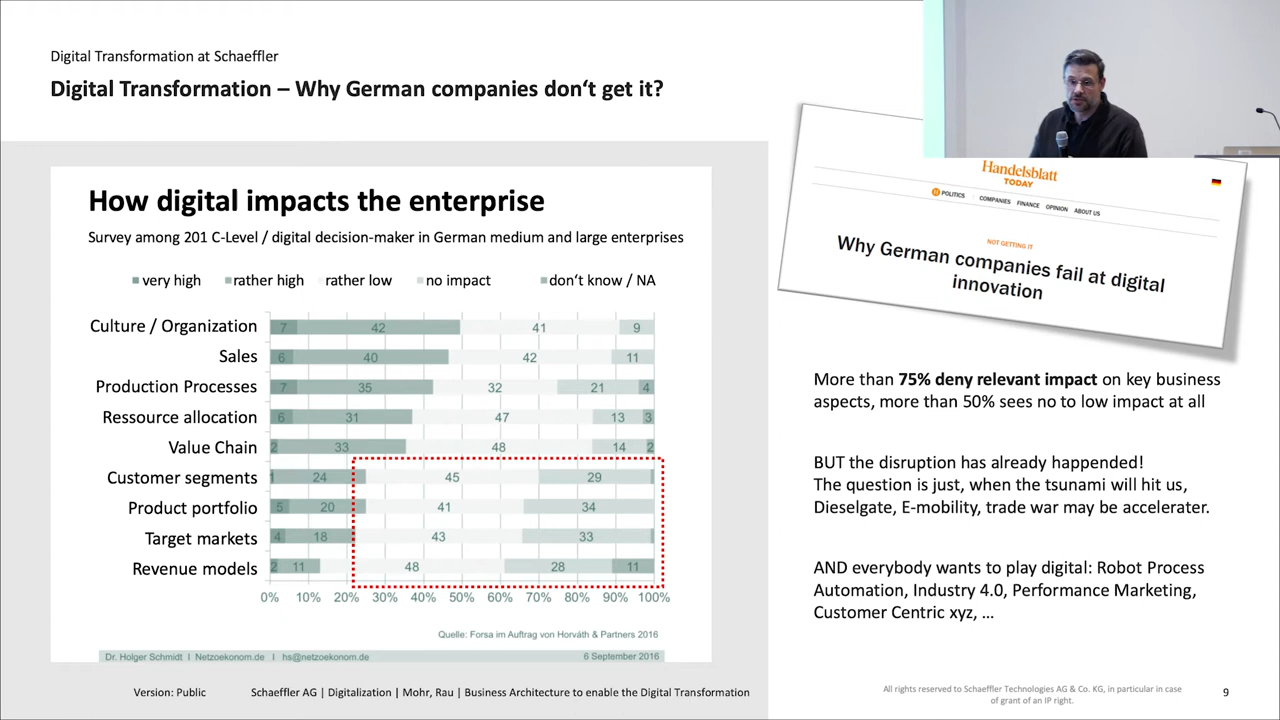 Digital Transformation at Schaeffler
Digital Transformation – Why German companies don‘t get it?
How digital impacts the enterprise
Survey among 201 C-Level / digital decision-maker in German medium and large enterprises
very high rather high rather low no impact don't know / NA
Culture / Organization 7 42 41 9
Sales 6 40 42 11
Production Processes 7 35 32 21 4
Ressource allocation 6 31 47 13 3
Value Chain 2 33 48 14 2
Customer segments 1 24 45 29
Product portfolio 5 20 41 34
Target markets 4 18 43 33
Revenue models 2 11 48 28 11
0% 10% 20% 30% 40% 50% 60% 70% 80% 90% 100%
Quelle: Forsa im Auftrag von Horváth & Partners 2016
Dr. Holger Schmidt I Netzoekonom.de I hs@netzoekonom.de 6 September 2016
Handelsblatt
TODAY
H POLITICS COMPANIES FINANCE OPINION ABOUT US
NOT GETTING IT
Why German companies fail at digital
innovation
More than 75% deny relevant impact on key business
aspects, more than 50% sees no to low impact at all
BUT the disruption has already happended!
The question is just, when the tsunami will hit us,
Dieselgate, E-mobility, trade war may be accelerater.
AND everybody wants to play digital: Robot Process
Automation, Industry 4.0, Performance Marketing,
Customer Centric xyz, …
Version: Public Schaeffler AG | Digitalization | Mohr, Rau | Business Architecture to enable the Digital Transformation
All rights reserved to Schaeffler Technologies AG & Co. KG, in particular in case
of grant of an IP right.
9